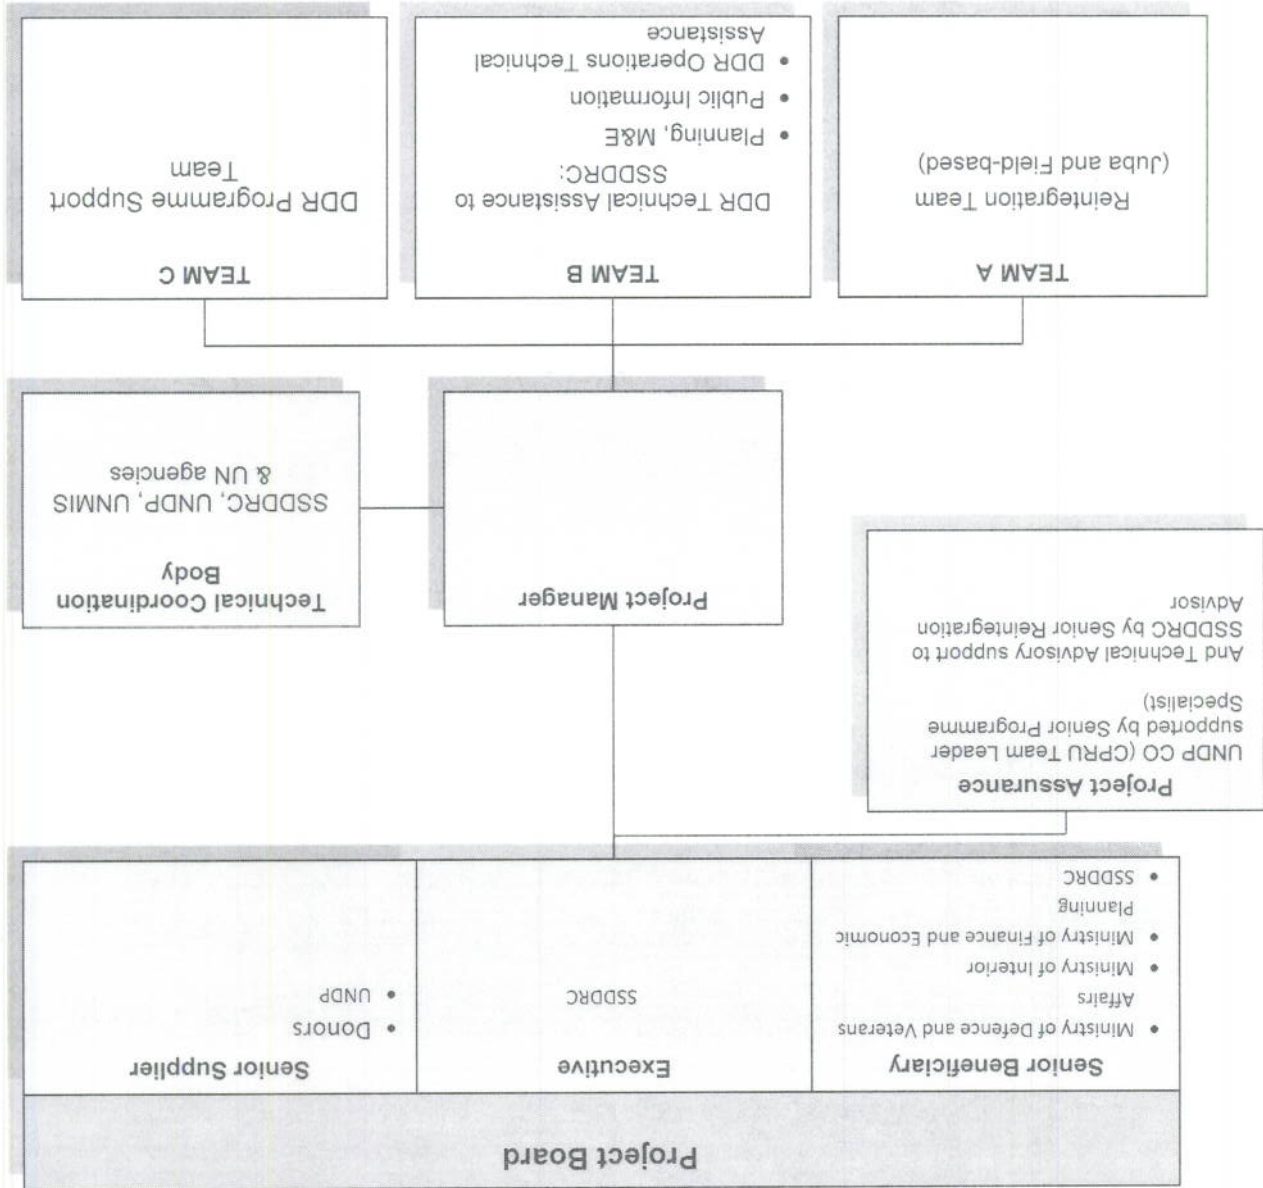 Project Board
Senior Beneficiary
• Ministry of Defence and Veterans
Affairs
• Ministry of Interior
• Ministry of Finance and Economic
Planning
• SSDDRC
Executive
SSDDRC
Senior Supplier
• Donors
• UNDP
Project Assurance
UNDP CO (CPRU Team Leader
supported by Senior Programme
Specialist)
And Technical Advisory support to
SSDDRC by Senior Reintegration
Advisor
Project Manager
Technical Coordination
Body
SSDDRC, UNDP, UNMIS
& UN agencies
TEAM A
Reintegration Team
(Juba and Field-based)
TEAM B
DDR Technical Assistance to
SSDDRC:
• Planning, M&E
• Public Information
• DDR Operations Technical
Assistance
TEAM C
DDR Programme Support
Team